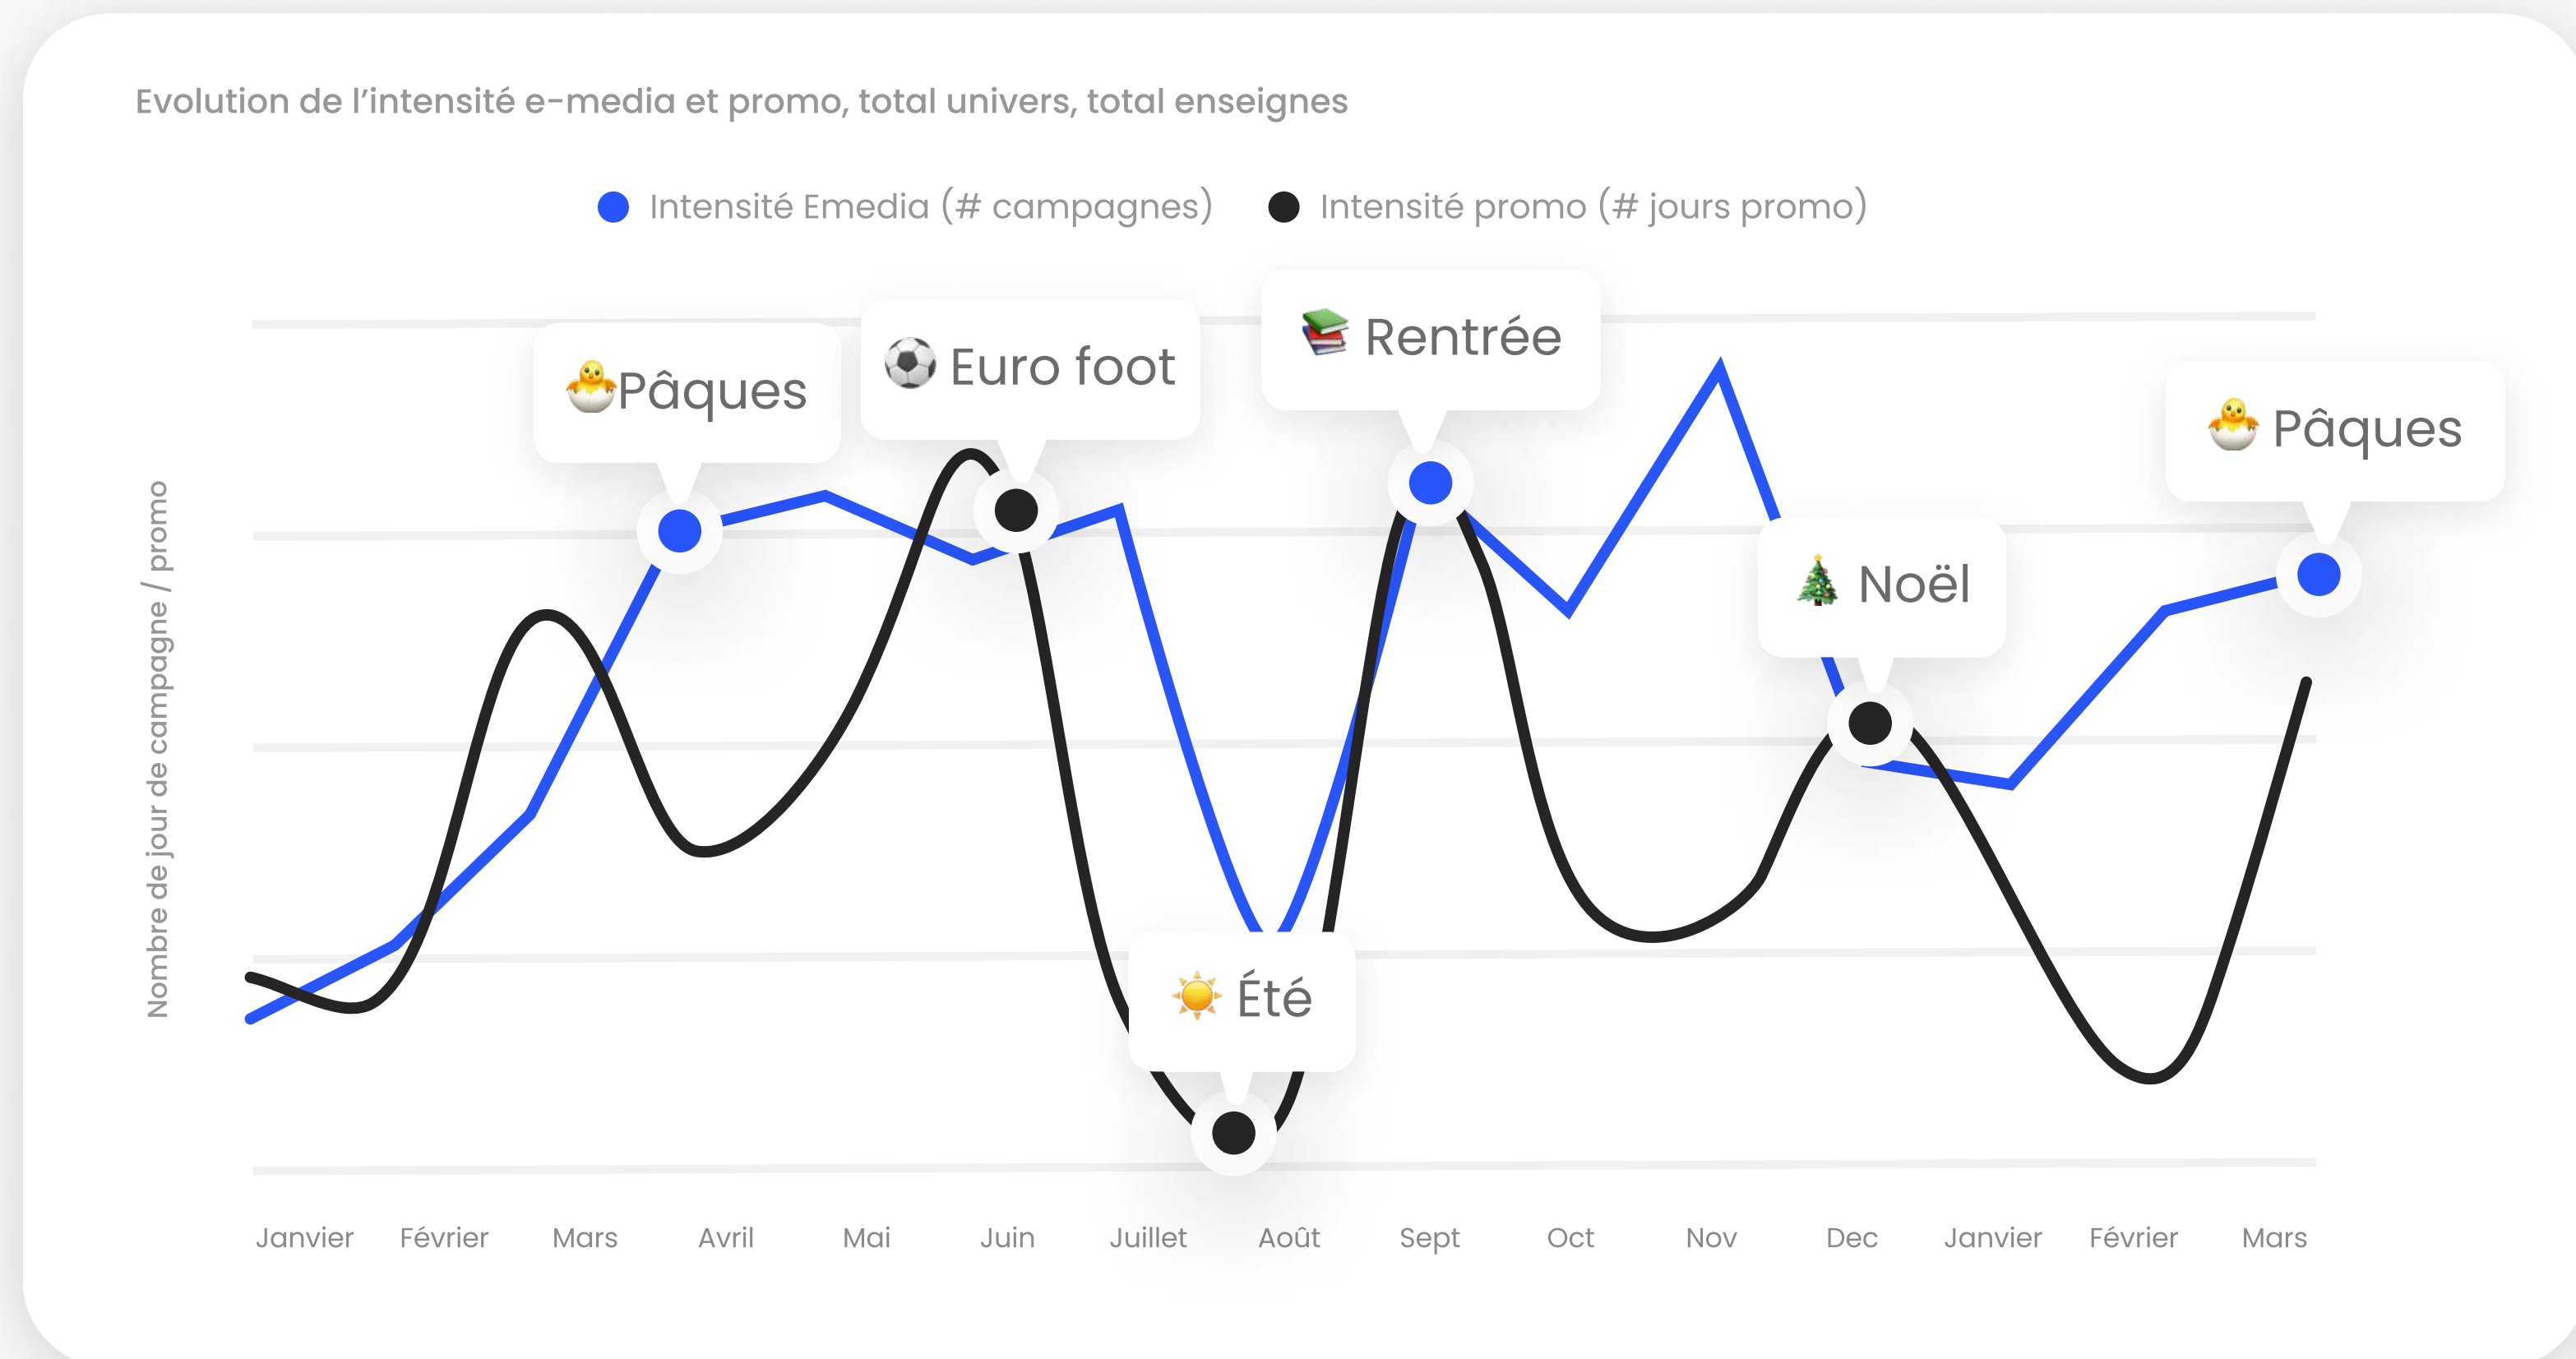 Evolution de l’intensité e-media et promo, total univers, total enseignes
Intensité Emedia (# campagnes)
Intensité promo (# jours promo)
Pâques
Euro foot
Rentrée
Noël
Pâques
Été
Nombre de jour de campagne / promo
Janvier Février Mars Avril Mai Juin Juillet Août Sept Oct Nov Dec Janvier Février Mars